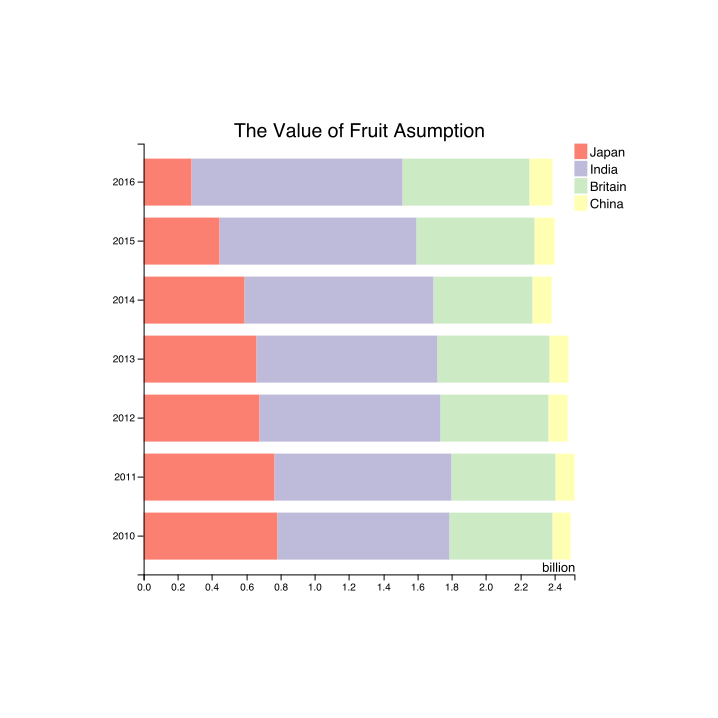 The Value of Fruit Asumption
Japan
India
Britain
China
2016
2015
2014
2013
2012
2011
2010
billion
0.0 0.2 0.4 0.6 0.8 1.0 1.2 1.4 1.6 1.8 2.0 2.2 2.4